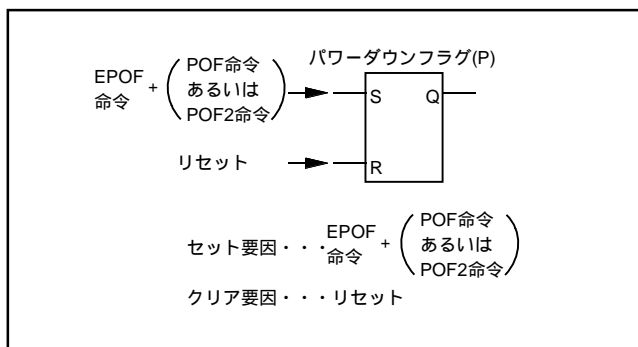 パワーダウンフラグ(P)
EPOF
命令
+
POF命令
あるいは
POF2命令
S
Q
リセット
R
セット要因・・・
EPOF
命令
+
POF命令
あるいは
POF2命令
クリア要因・・・リセット